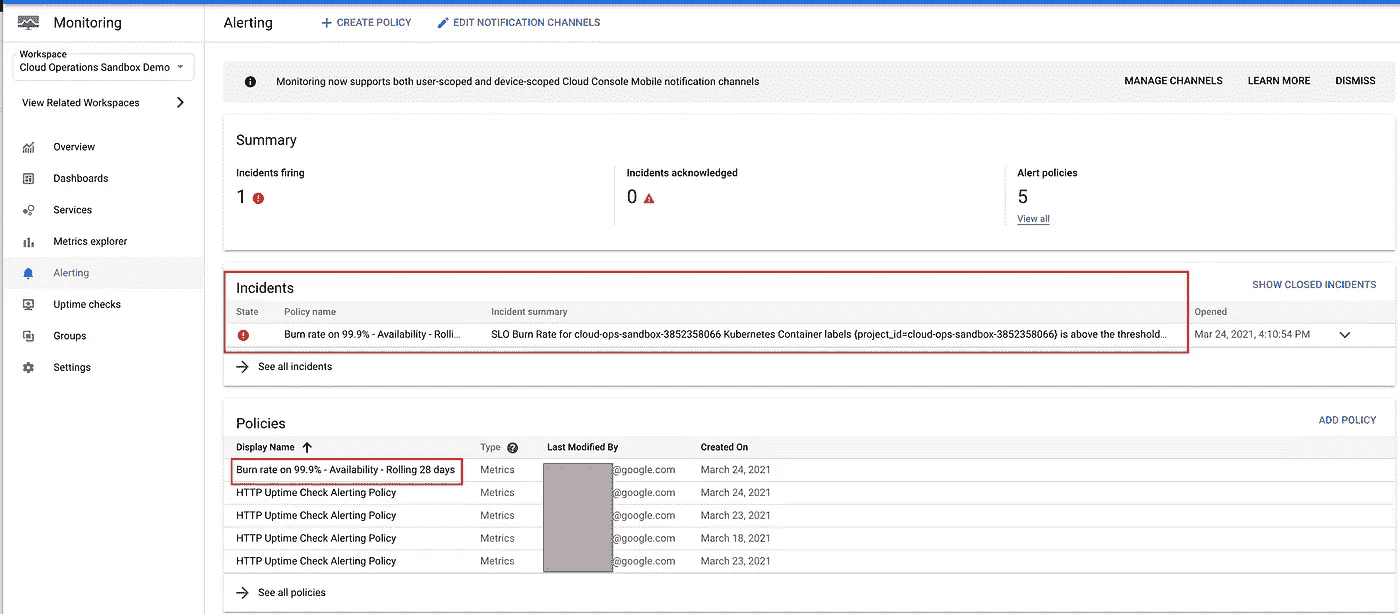 Monitoring
Alerting
CREATE POLICY
EDIT NOTIFICATION CHANNELS
Workspace
Cloud Operations Sandbox Demo
View Related Workspaces
Overview
Dashboards
Services
Metrics explorer
Alerting
Uptime checks
Groups
Settings
Monitoring now supports both user-scoped and device-scoped Cloud Console Mobile notification channels
MANAGE CHANNELS
LEARN MORE
DISMISS
Summary
Incidents firing
1
Incidents acknowledged
0
Alert policies
5
View all
Incidents
SHOW CLOSED INCIDENTS
State Policy name Incident summary Opened
Burn rate on 99.9% - Availability - Rolli... SLO Burn Rate for cloud-ops-sandbox-3852358066 Kubernetes Container labels {project_id=cloud-ops-sandbox-3852358066} is above the threshold... Mar 24, 2021, 4:10:54 PM
See all incidents
Policies
ADD POLICY
Display Name Type Last Modified By Created On
Burn rate on 99.9% - Availability - Rolling 28 days Metrics @google.com March 24, 2021
HTTP Uptime Check Alerting Policy Metrics @google.com March 24, 2021
HTTP Uptime Check Alerting Policy Metrics @google.com March 23, 2021
HTTP Uptime Check Alerting Policy Metrics @google.com March 18, 2021
HTTP Uptime Check Alerting Policy Metrics @google.com March 23, 2021
See all policies